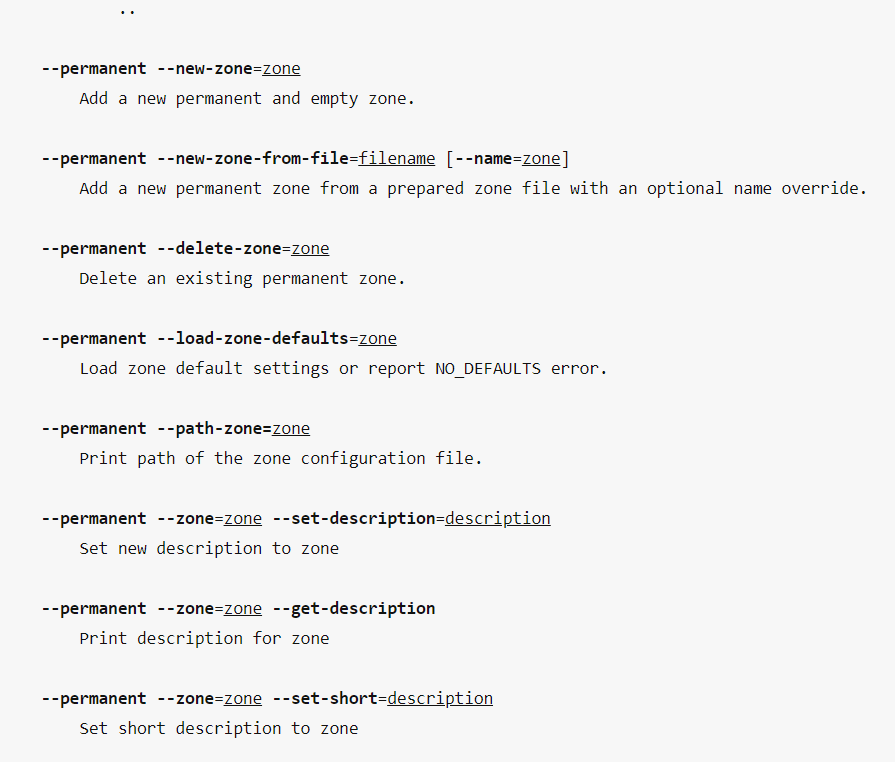 ..
--permanent --new-zone=zone
Add a new permanent and empty zone.
--permanent --new-zone-from-file=filename [--name=zone]
Add a new permanent zone from a prepared zone file with an optional name override.
--permanent --delete-zone=zone
Delete an existing permanent zone.
--permanent --load-zone-defaults=zone
Load zone default settings or report NO_DEFAULTS error.
--permanent --path-zone=zone
Print path of the zone configuration file.
--permanent --zone=zone --set-description=description
Set new description to zone
--permanent --zone=zone --get-description
Print description for zone
--permanent --zone=zone --set-short=description
Set short description to zone